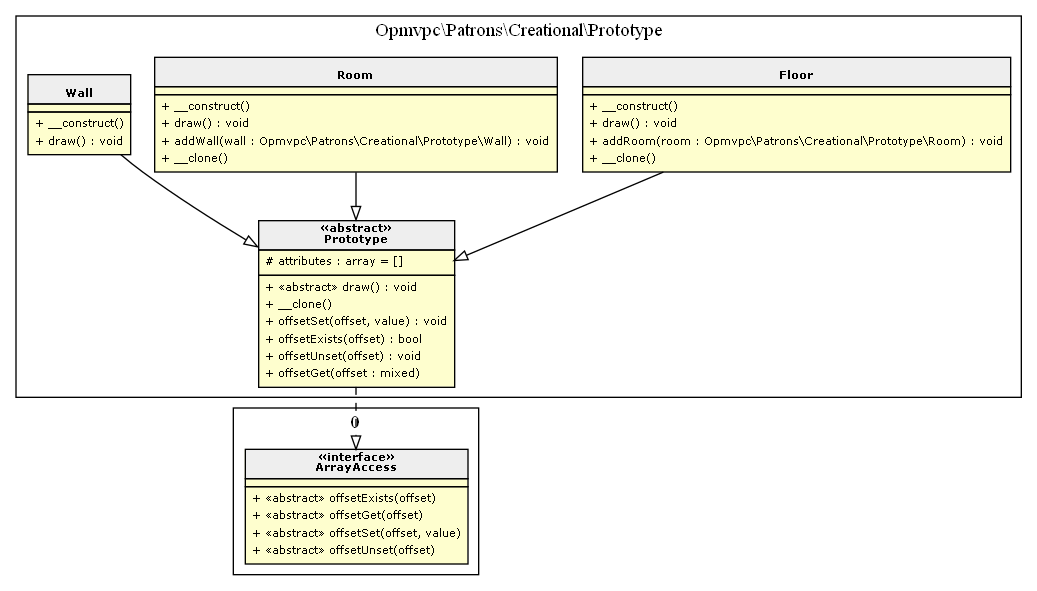 Opmvpc\Patrons\Creational\Prototype
Wall
+ __construct()
+ draw() : void
Room
+ __construct()
+ draw() : void
+ addWall(wall : Opmvpc\Patrons\Creational\Prototype\Wall) : void
+ __clone()
Floor
+ __construct()
+ draw() : void
+ addRoom(room : Opmvpc\Patrons\Creational\Prototype\Room) : void
+ __clone()
«abstract»
Prototype
# attributes : array = []
+ «abstract» draw() : void
+ __clone()
+ offsetSet(offset, value) : void
+ offsetExists(offset) : bool
+ offsetUnset(offset) : void
+ offsetGet(offset : mixed)
0
«interface»
ArrayAccess
+ «abstract» offsetExists(offset)
+ «abstract» offsetGet(offset)
+ «abstract» offsetSet(offset, value)
+ «abstract» offsetUnset(offset)